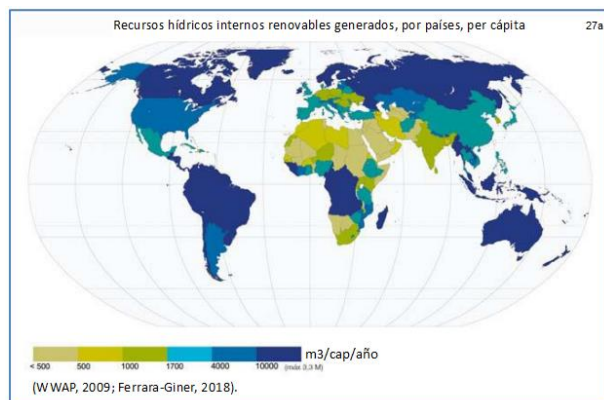 Recursos hídricos internos renovables generados, por países, per cápita
27a
m3/cap/año
< 500 500 1000 1700 4000 10000 (más 3,3 M)
(WWAP, 2009; Ferrara-Giner, 2018).